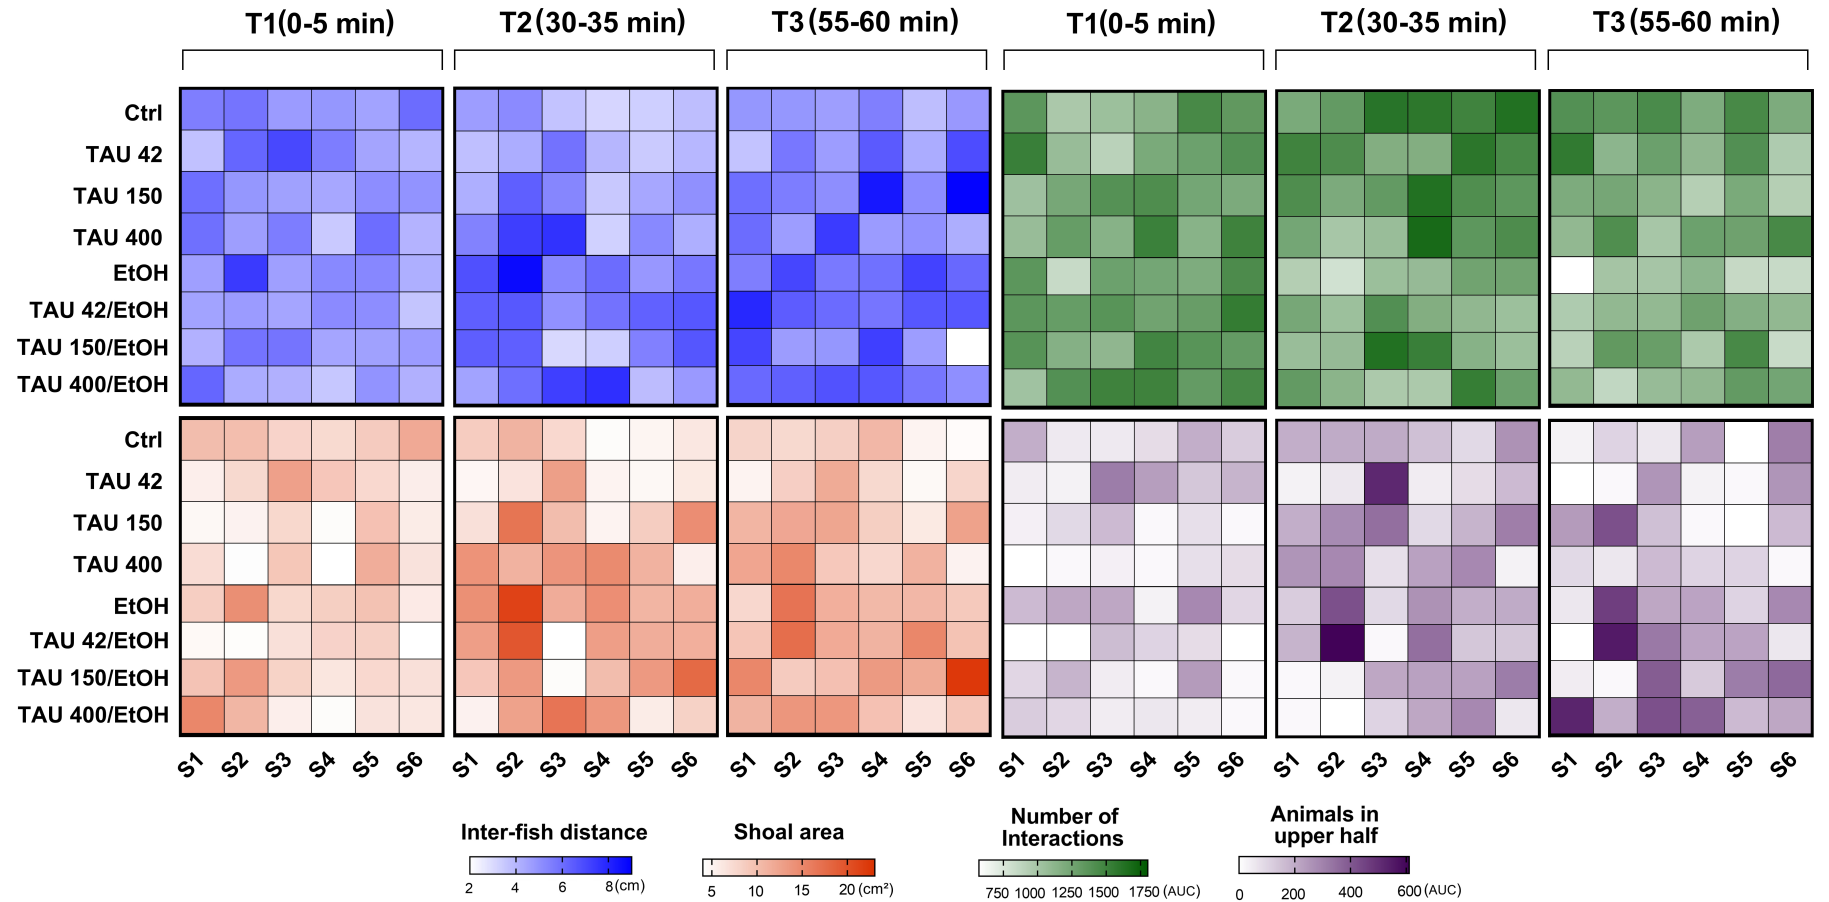 T1(0-5 min) T2(30-35 min) T3(55-60 min) T1(0-5 min) T2(30-35 min) T3(55-60 min)
Ctrl
TAU 42
TAU 150
TAU 400
EtOH
TAU 42/EtOH
TAU 150/EtOH
TAU 400/EtOH
Ctrl
TAU 42
TAU 150
TAU 400
EtOH
TAU 42/EtOH
TAU 150/EtOH
TAU 400/EtOH
S1 S2 S3 S4 S5 S6 S1 S2 S3 S4 S5 S6 S1 S2 S3 S4 S5 S6 S1 S2 S3 S4 S5 S6 S1 S2 S3 S4 S5 S6 S1 S2 S3 S4 S5 S6
Inter-fish distance
2 4 6 8(cm)
Shoal area
5 10 15 20 (cm²)
Number of
Interactions
750 1000 1250 1500 1750 (AUC)
Animals in
upper half
0 200 400 600 (AUC)